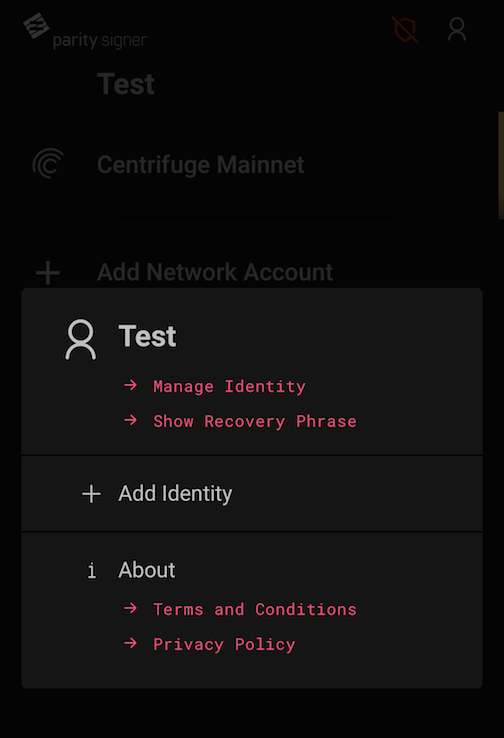 parity signer
Test
Centrifuge Mainnet
Add Network Account
Test
→ Manage Identity
→ Show Recovery Phrase
+ Add Identity
i About
→ Terms and Conditions
→ Privacy Policy